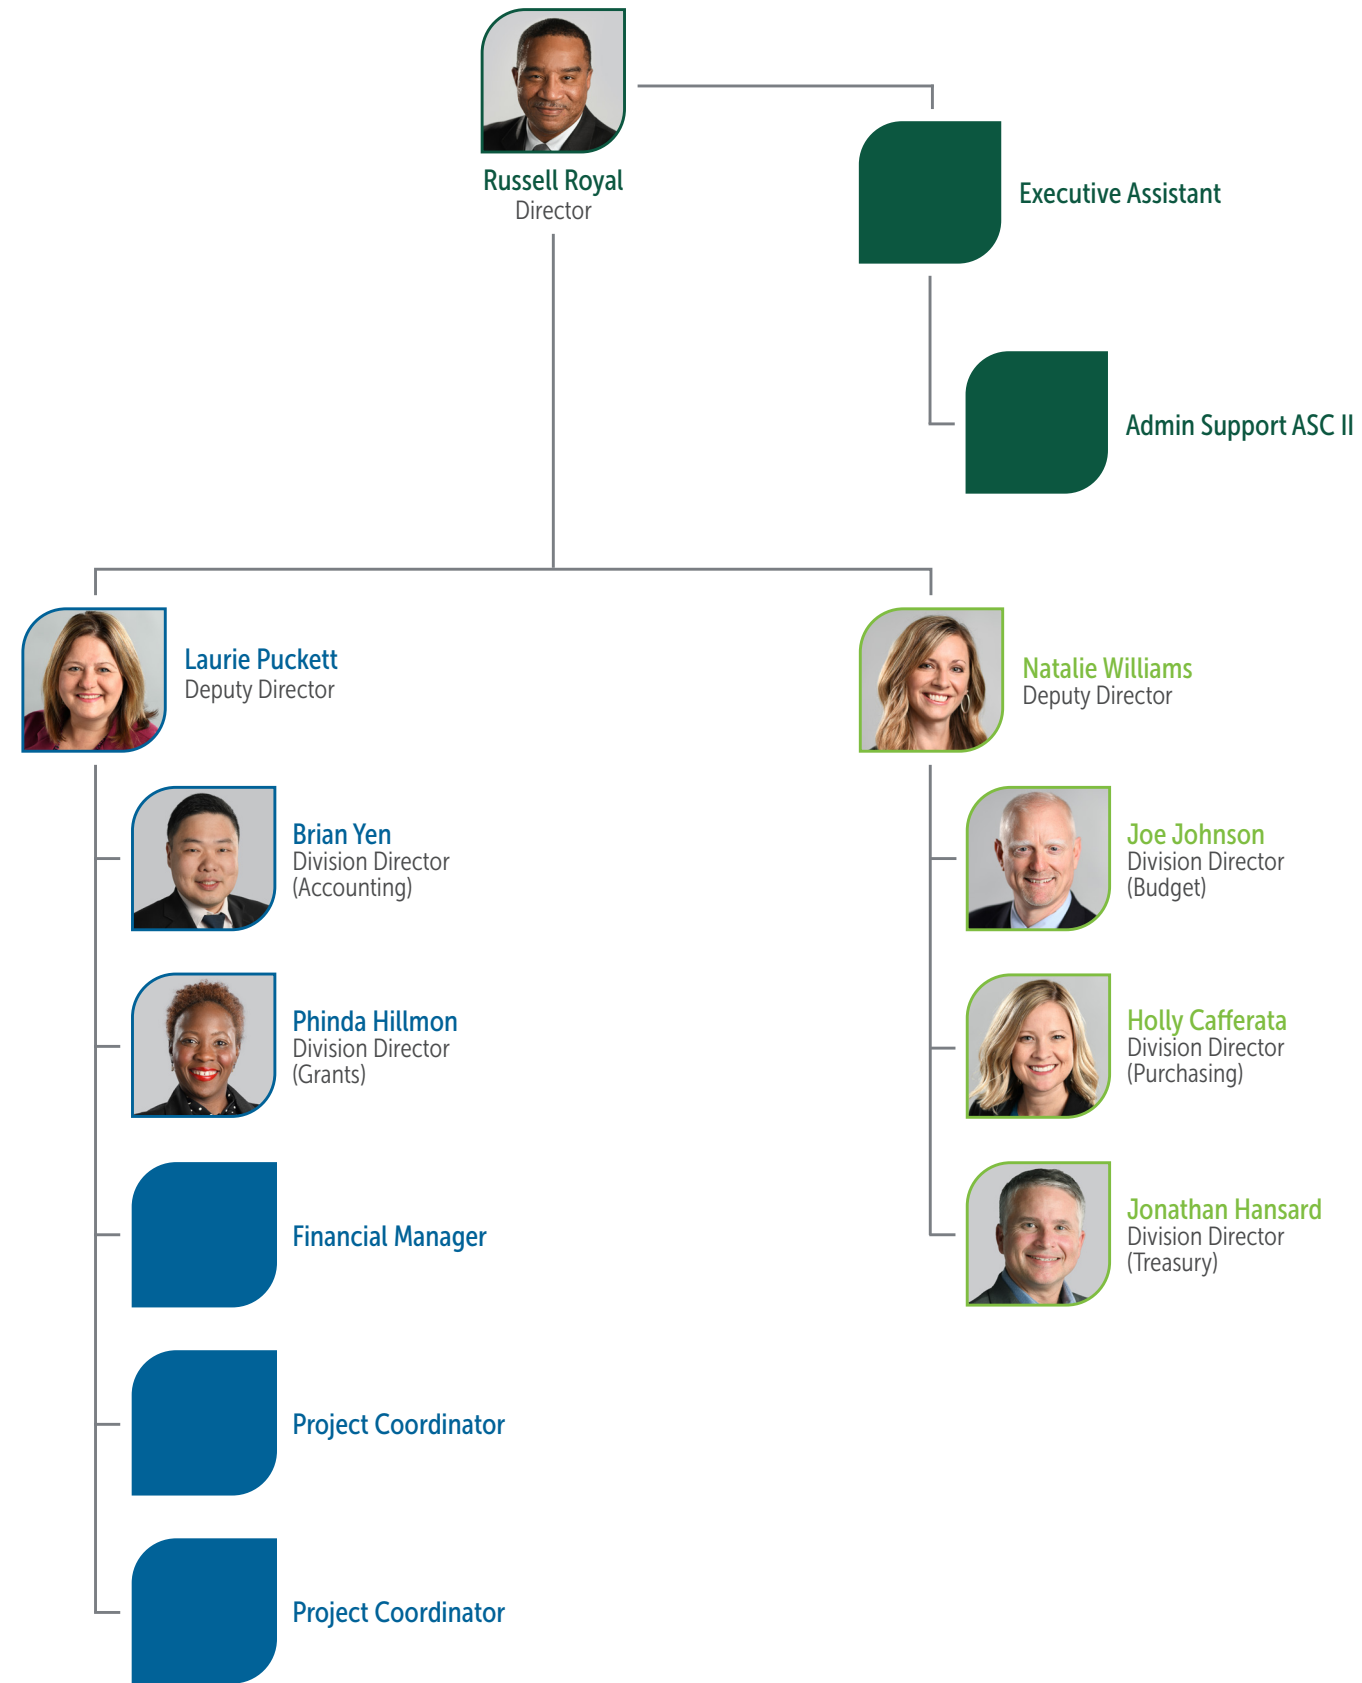 Russell Royal
Director
Executive Assistant
Admin Support ASC II
Laurie Puckett
Deputy Director
Natalie Williams
Deputy Director
Brian Yen
Division Director
(Accounting)
Joe Johnson
Division Director
(Budget)
Phinda Hillmon
Division Director
(Grants)
Holly Cafferata
Division Director
(Purchasing)
Financial Manager
Jonathan Hansard
Division Director
(Treasury)
Project Coordinator
Project Coordinator